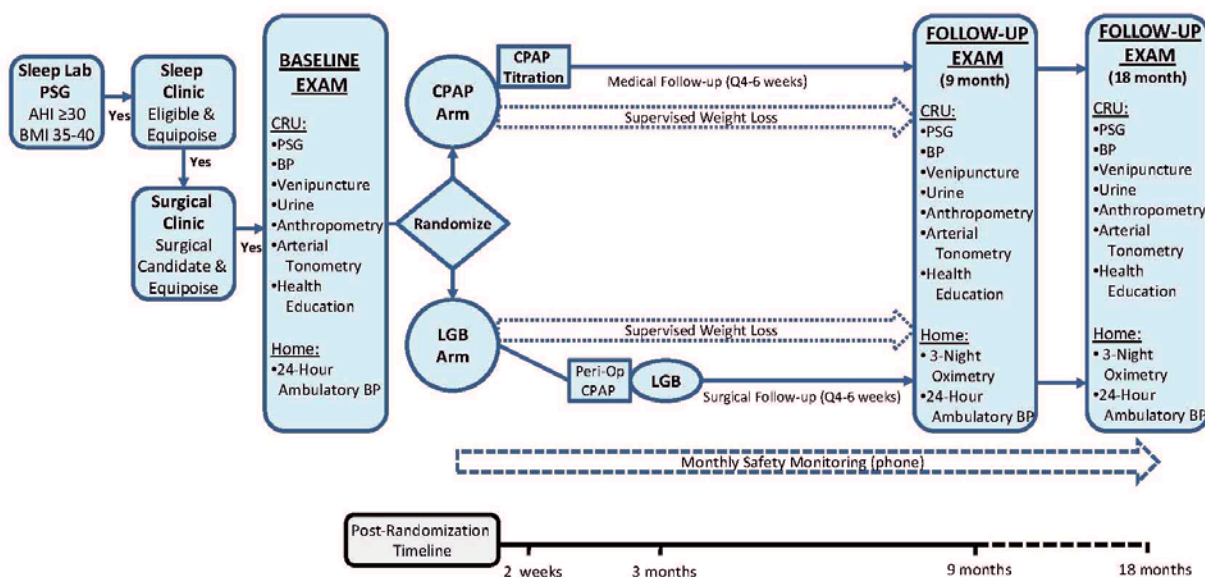 Sleep Lab
PSG
AHI ≥30
BMI 35-40
Yes
Sleep
Clinic
Eligible &
Equipoise
Yes
Surgical
Clinic
Surgical
Candidate &
Equipoise
Yes
BASELINE
EXAM
CRU:
•PSG
•BP
•Venipuncture
•Urine
•Anthropometry
•Arterial
Tonometry
•Health
Education
Home:
•24-Hour
Ambulatory BP
Randomize
CPAP
Arm
CPAP
Titration
Medical Follow-up (Q4-6 weeks)
Supervised Weight Loss
LGB
Arm
Supervised Weight Loss
Peri-Op
CPAP
LGB
Surgical Follow-up (Q4-6 weeks)
FOLLOW-UP
EXAM
(9 month)
CRU:
•PSG
•BP
•Venipuncture
•Urine
•Anthropometry
•Arterial
Tonometry
•Health
Education
Home:
•3-Night
Oximetry
•24-Hour
Ambulatory BP
FOLLOW-UP
EXAM
(18 month)
CRU:
•PSG
•BP
•Venipuncture
•Urine
•Anthropometry
•Arterial
Tonometry
•Health
Education
Home:
•3-Night
Oximetry
•24-Hour
Ambulatory BP
Monthly Safety Monitoring (phone)
Post-Randomization
Timeline
2 weeks
3 months
9 months
18 months